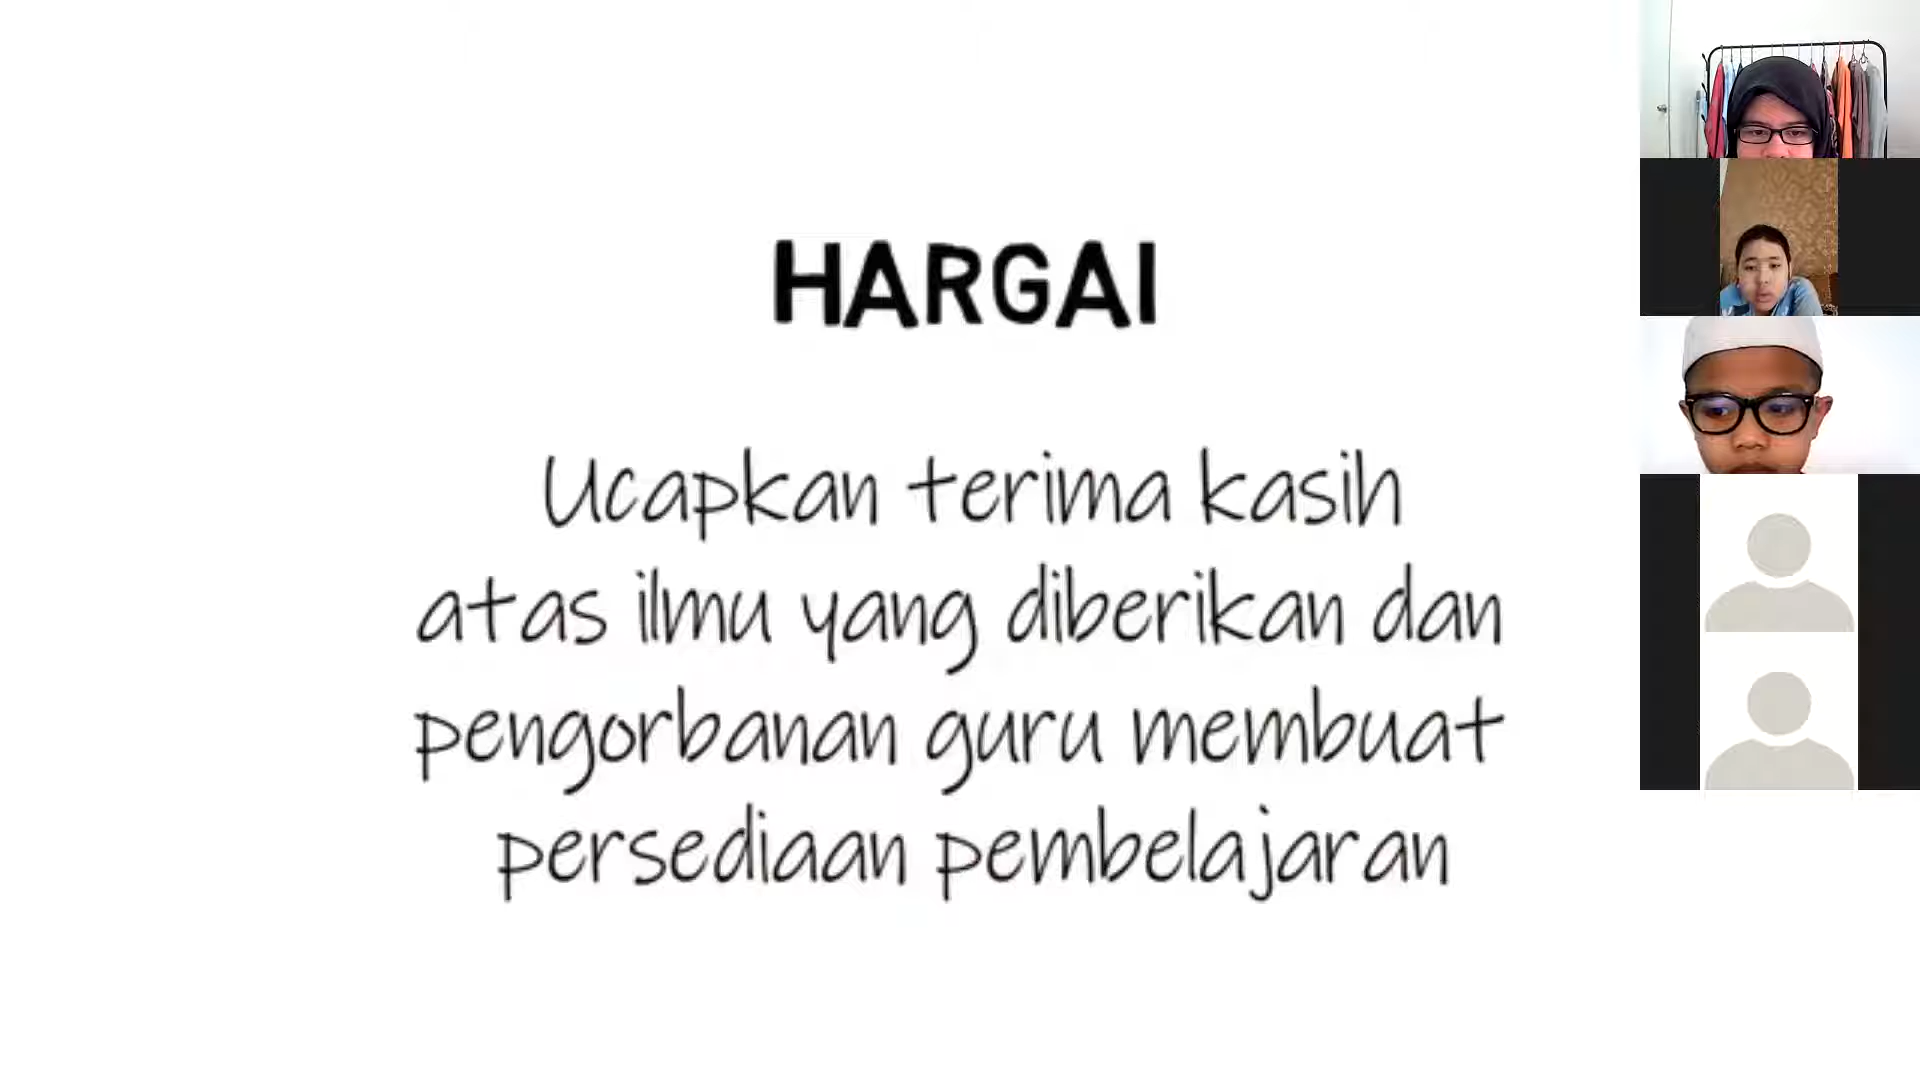 HARGAI
Ucapkan terima kasih
atas ilmu yang diberikan dan
pengorbanan guru membuat
persediaan pembelajaran